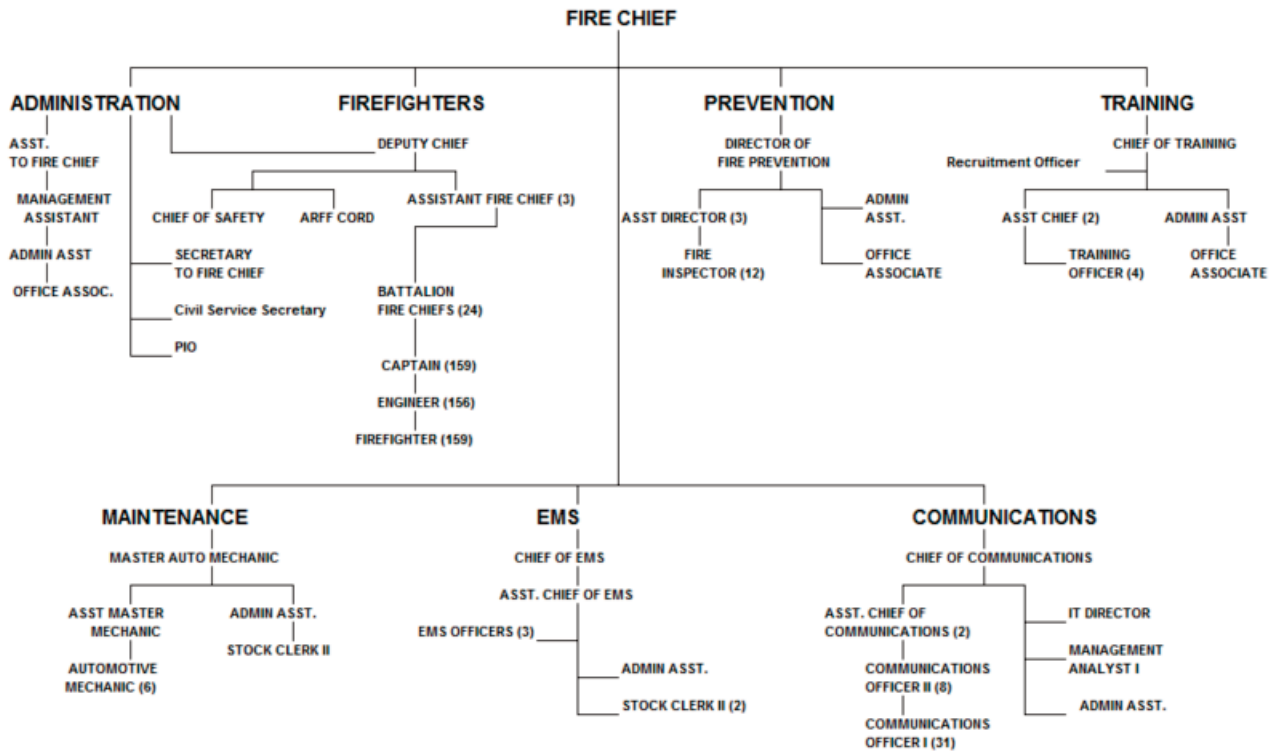 FIRE CHIEF
ADMINISTRATION
ASST.
TO FIRE CHIEF
MANAGEMENT
ASSISTANT
ADMIN ASST
OFFICE ASSOC.
SECRETARY
TO FIRE CHIEF
Civil Service Secretary
PIO
FIREFIGHTERS
DEPUTY CHIEF
CHIEF OF SAFETY
ARFF CORD
ASSISTANT FIRE CHIEF (3)
BATTALION
FIRE CHIEFS (24)
CAPTAIN (159)
ENGINEER (156)
FIREFIGHTER (159)
PREVENTION
DIRECTOR OF
FIRE PREVENTION
ASST DIRECTOR (3)
FIRE
INSPECTOR (12)
ADMIN
ASST.
OFFICE
ASSOCIATE
TRAINING
CHIEF OF TRAINING
Recruitment Officer
ASST CHIEF (2)
TRAINING
OFFICER (4)
ADMIN ASST
OFFICE
ASSOCIATE
MAINTENANCE
MASTER AUTO MECHANIC
ASST MASTER
MECHANIC
AUTOMOTIVE
MECHANIC (6)
ADMIN ASST.
STOCK CLERK II
EMS
CHIEF OF EMS
ASST. CHIEF OF EMS
EMS OFFICERS (3)
ADMIN ASST.
STOCK CLERK II (2)
COMMUNICATIONS
CHIEF OF COMMUNICATIONS
ASST. CHIEF OF
COMMUNICATIONS (2)
COMMUNICATIONS
OFFICER II (8)
COMMUNICATIONS
OFFICER I (31)
IT DIRECTOR
MANAGEMENT
ANALYST I
ADMIN ASST.